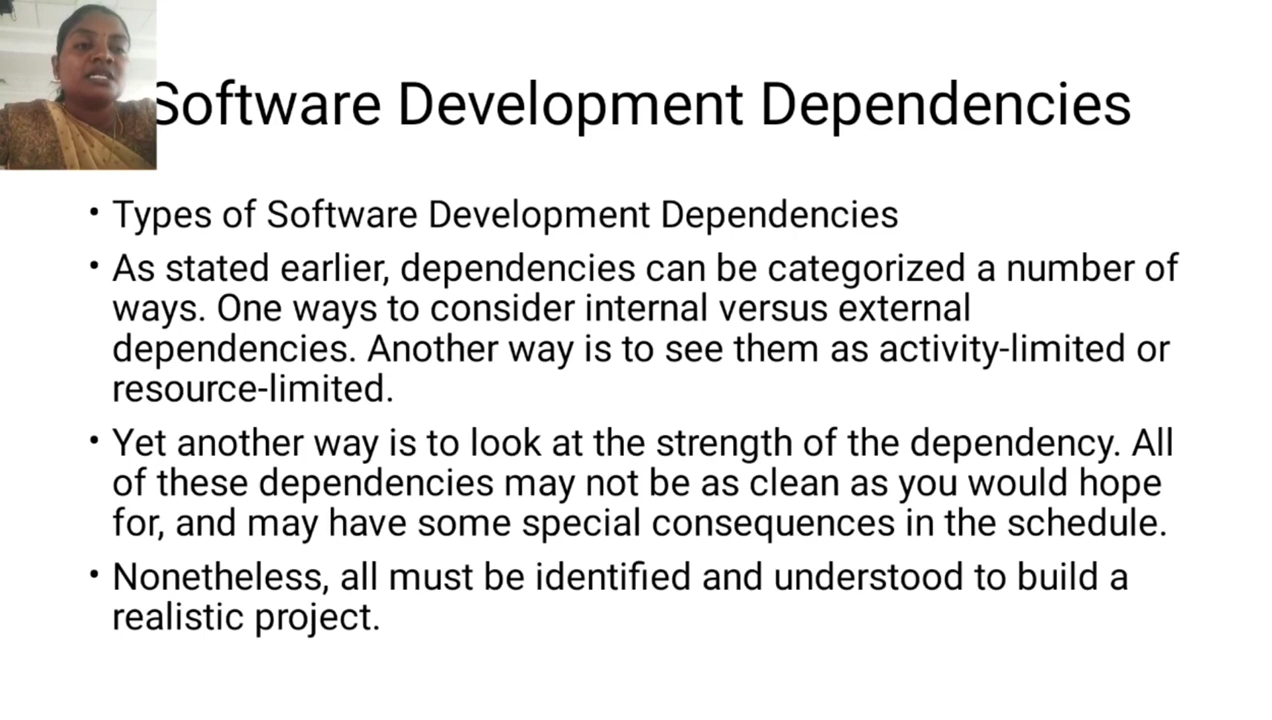 Software Development Dependencies
• Types of Software Development Dependencies
• As stated earlier, dependencies can be categorized a number of
ways. One ways to consider internal versus external
dependencies. Another way is to see them as activity-limited or
resource-limited.
• Yet another way is to look at the strength of the dependency. All
of these dependencies may not be as clean as you would hope
for, and may have some special consequences in the schedule.
• Nonetheless, all must be identified and understood to build a
realistic project.